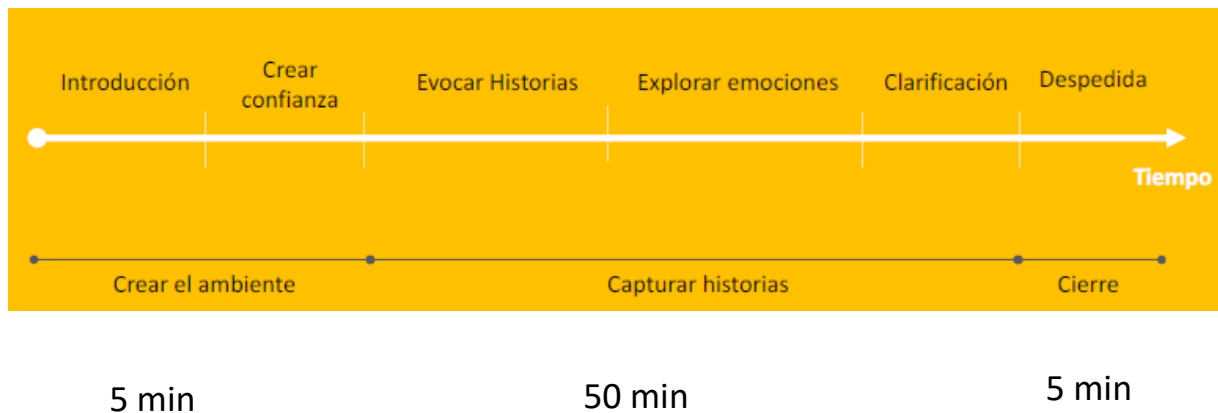 Introducción
Crear
confianza
Evocar Historias
Explorar emociones
Clarificación
Despedida
Tiempo
Crear el ambiente
Capturar historias
Cierre
5 min
50 min
5 min